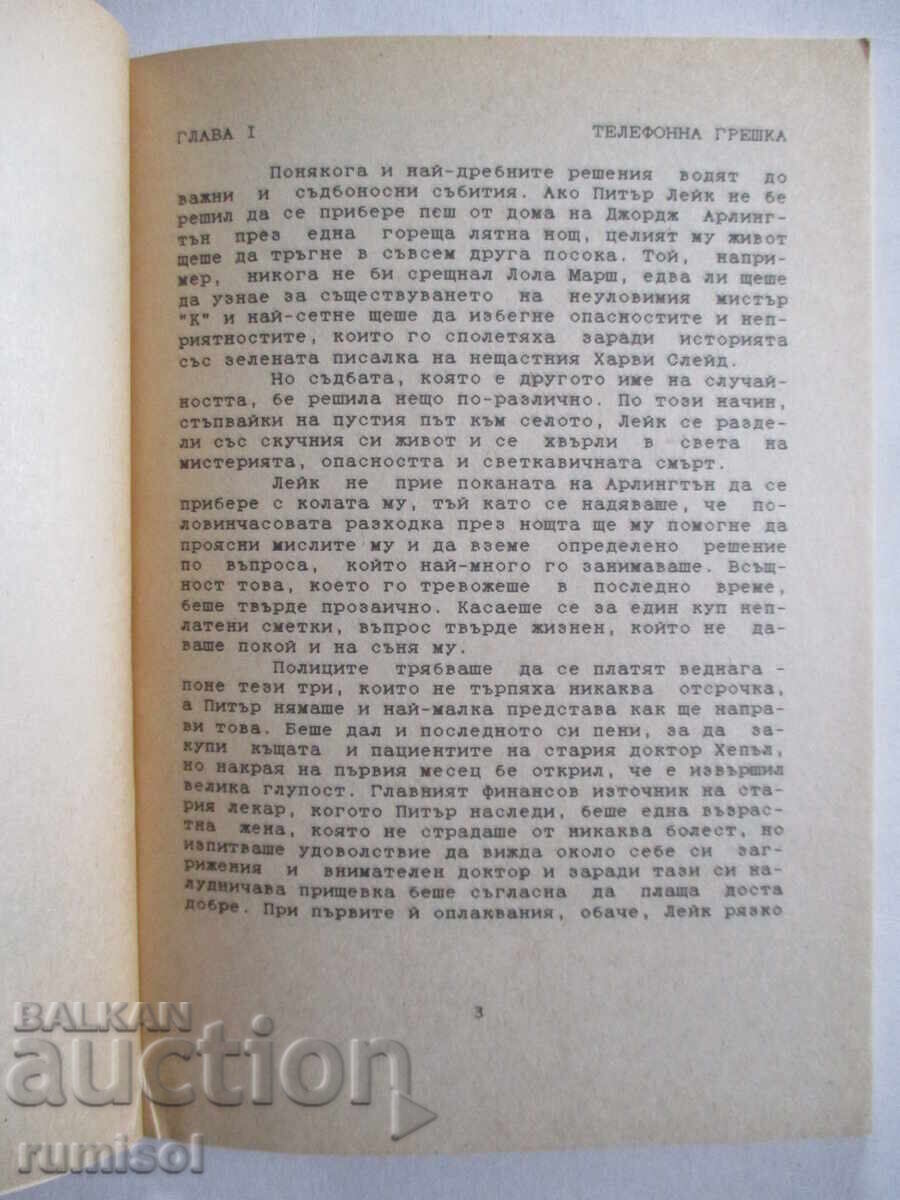 ГЛАВА I ТЕЛЕФОННА ГРЕШКА
Понякога и най-дребните решения водят до
важни и съдбоносни събития. Ако Питър Лейк не бе
решил да се прибере пеш от дома на Джордж Арлинг-
тън през една гореща лятна нощ, целият му живот
щеше да тръгне в съвсем друга посока. Той, напри-
мер, никога не би срещнал Лола Марш, едва ли щеше
да узнае за съществуването на неуловимия мистър
"К" и най-сетне щеше да избегне опасностите и неп-
риятностите, които го сполетяха заради историята
със зелената писалка на нещастния Харви Слейд.
Но съдбата, която е другото име на случай-
ността, бе решила нещо по-различно. По този начин,
стъпвайки на пустия път към селото, Лейк се разде-
ли със скучния си живот и се хвърли в света на
мистерията, опасността и светкавичната смърт.
Лейк не прие поканата на Арлингтън да се
прибере с колата му, тъй като се надяваше, че по-
ловинчасовата разходка през нощта ще му помогне да
проясни мислите му и да вземе определено решение
по въпроса, който най-много го занимаваше. Всъщ-
ност това, което го тревожеше в последно време,
беше твърде прозаично. Касаеше се за един куп неп-
латени сметки, въпрос твърде жизнен, който не да-
ваше покой и на съня му.
Полиците трябваше да се платят веднага -
поне тези три, които не търпяха никаква отсрочка,
а Питър нямаше и най-малка представа как ще напра-
ви това. Беше дал и последното си пени, за да за-
купи къщата и пациентите на стария доктор Хепъл,
но накрая на първия месец бе открил, че е извършил
велика глупост. Главният финансов източник на ста-
рия лекар, когото Питър наследи, беше една възрас-
тна жена, която не страдаше от никаква болест, но
изпитваше удоволствие да вижда около себе си заг-
рижения и внимателен доктор и заради тази си на-
лудничава прищевка беше съгласна да плаща доста
добре. При първите й оплаквания, обаче, Лейк рязко
3
BALKAN
auction
rumisol